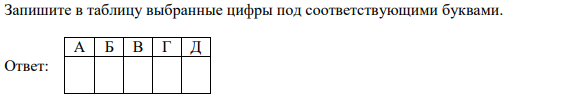 Запишите в таблицу выбранные цифры под соответствующими буквами.
А Б В Г Д
Ответ: